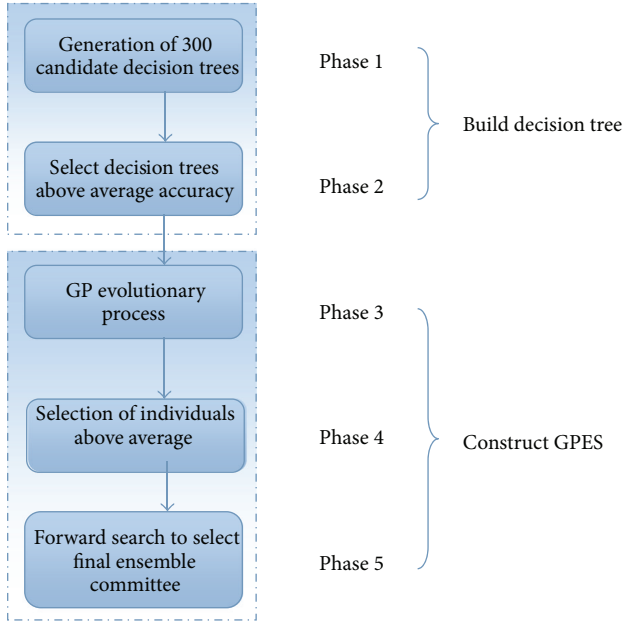 Generation of 300
candidate decision trees
Phase 1
Build decision tree
Select decision trees
above average accuracy
Phase 2
GP evolutionary
process
Phase 3
Selection of individuals
above average
Phase 4
Construct GPES
Forward search to select
final ensemble
committee
Phase 5